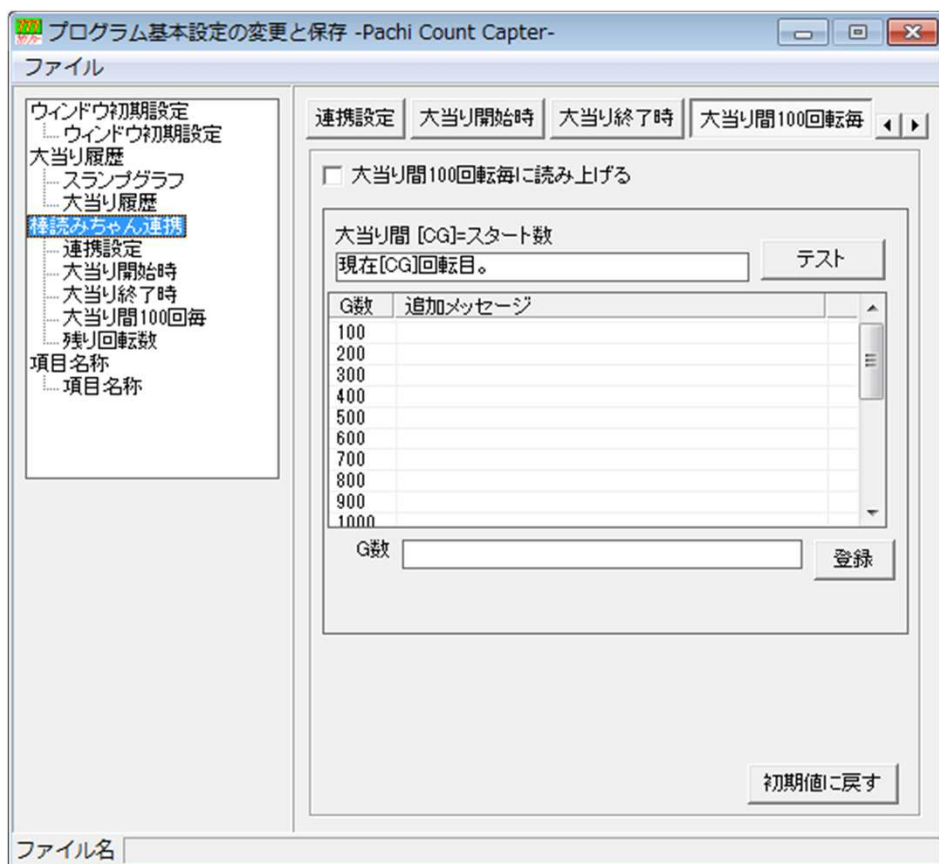 プログラム基本設定の変更と保存 -Pachi Count Capter-
ファイル
ウィンドウ初期設定
ウィンドウ初期設定
大当り履歴
スランプグラフ
大当り履歴
棒読みちゃん連携
連携設定
大当り開始時
大当り終了時
大当り間100回毎
残り回転数
項目名称
項目名称
連携設定 大当り開始時 大当り終了時 大当り間100回転毎
大当り間100回転毎に読み上げる
大当り間 [CG]=スタート数
現在[CG]回転目。
テスト
G数 追加メッセージ
100
200
300
400
500
600
700
800
900
1000
G数
登録
初期値に戻す
ファイル名